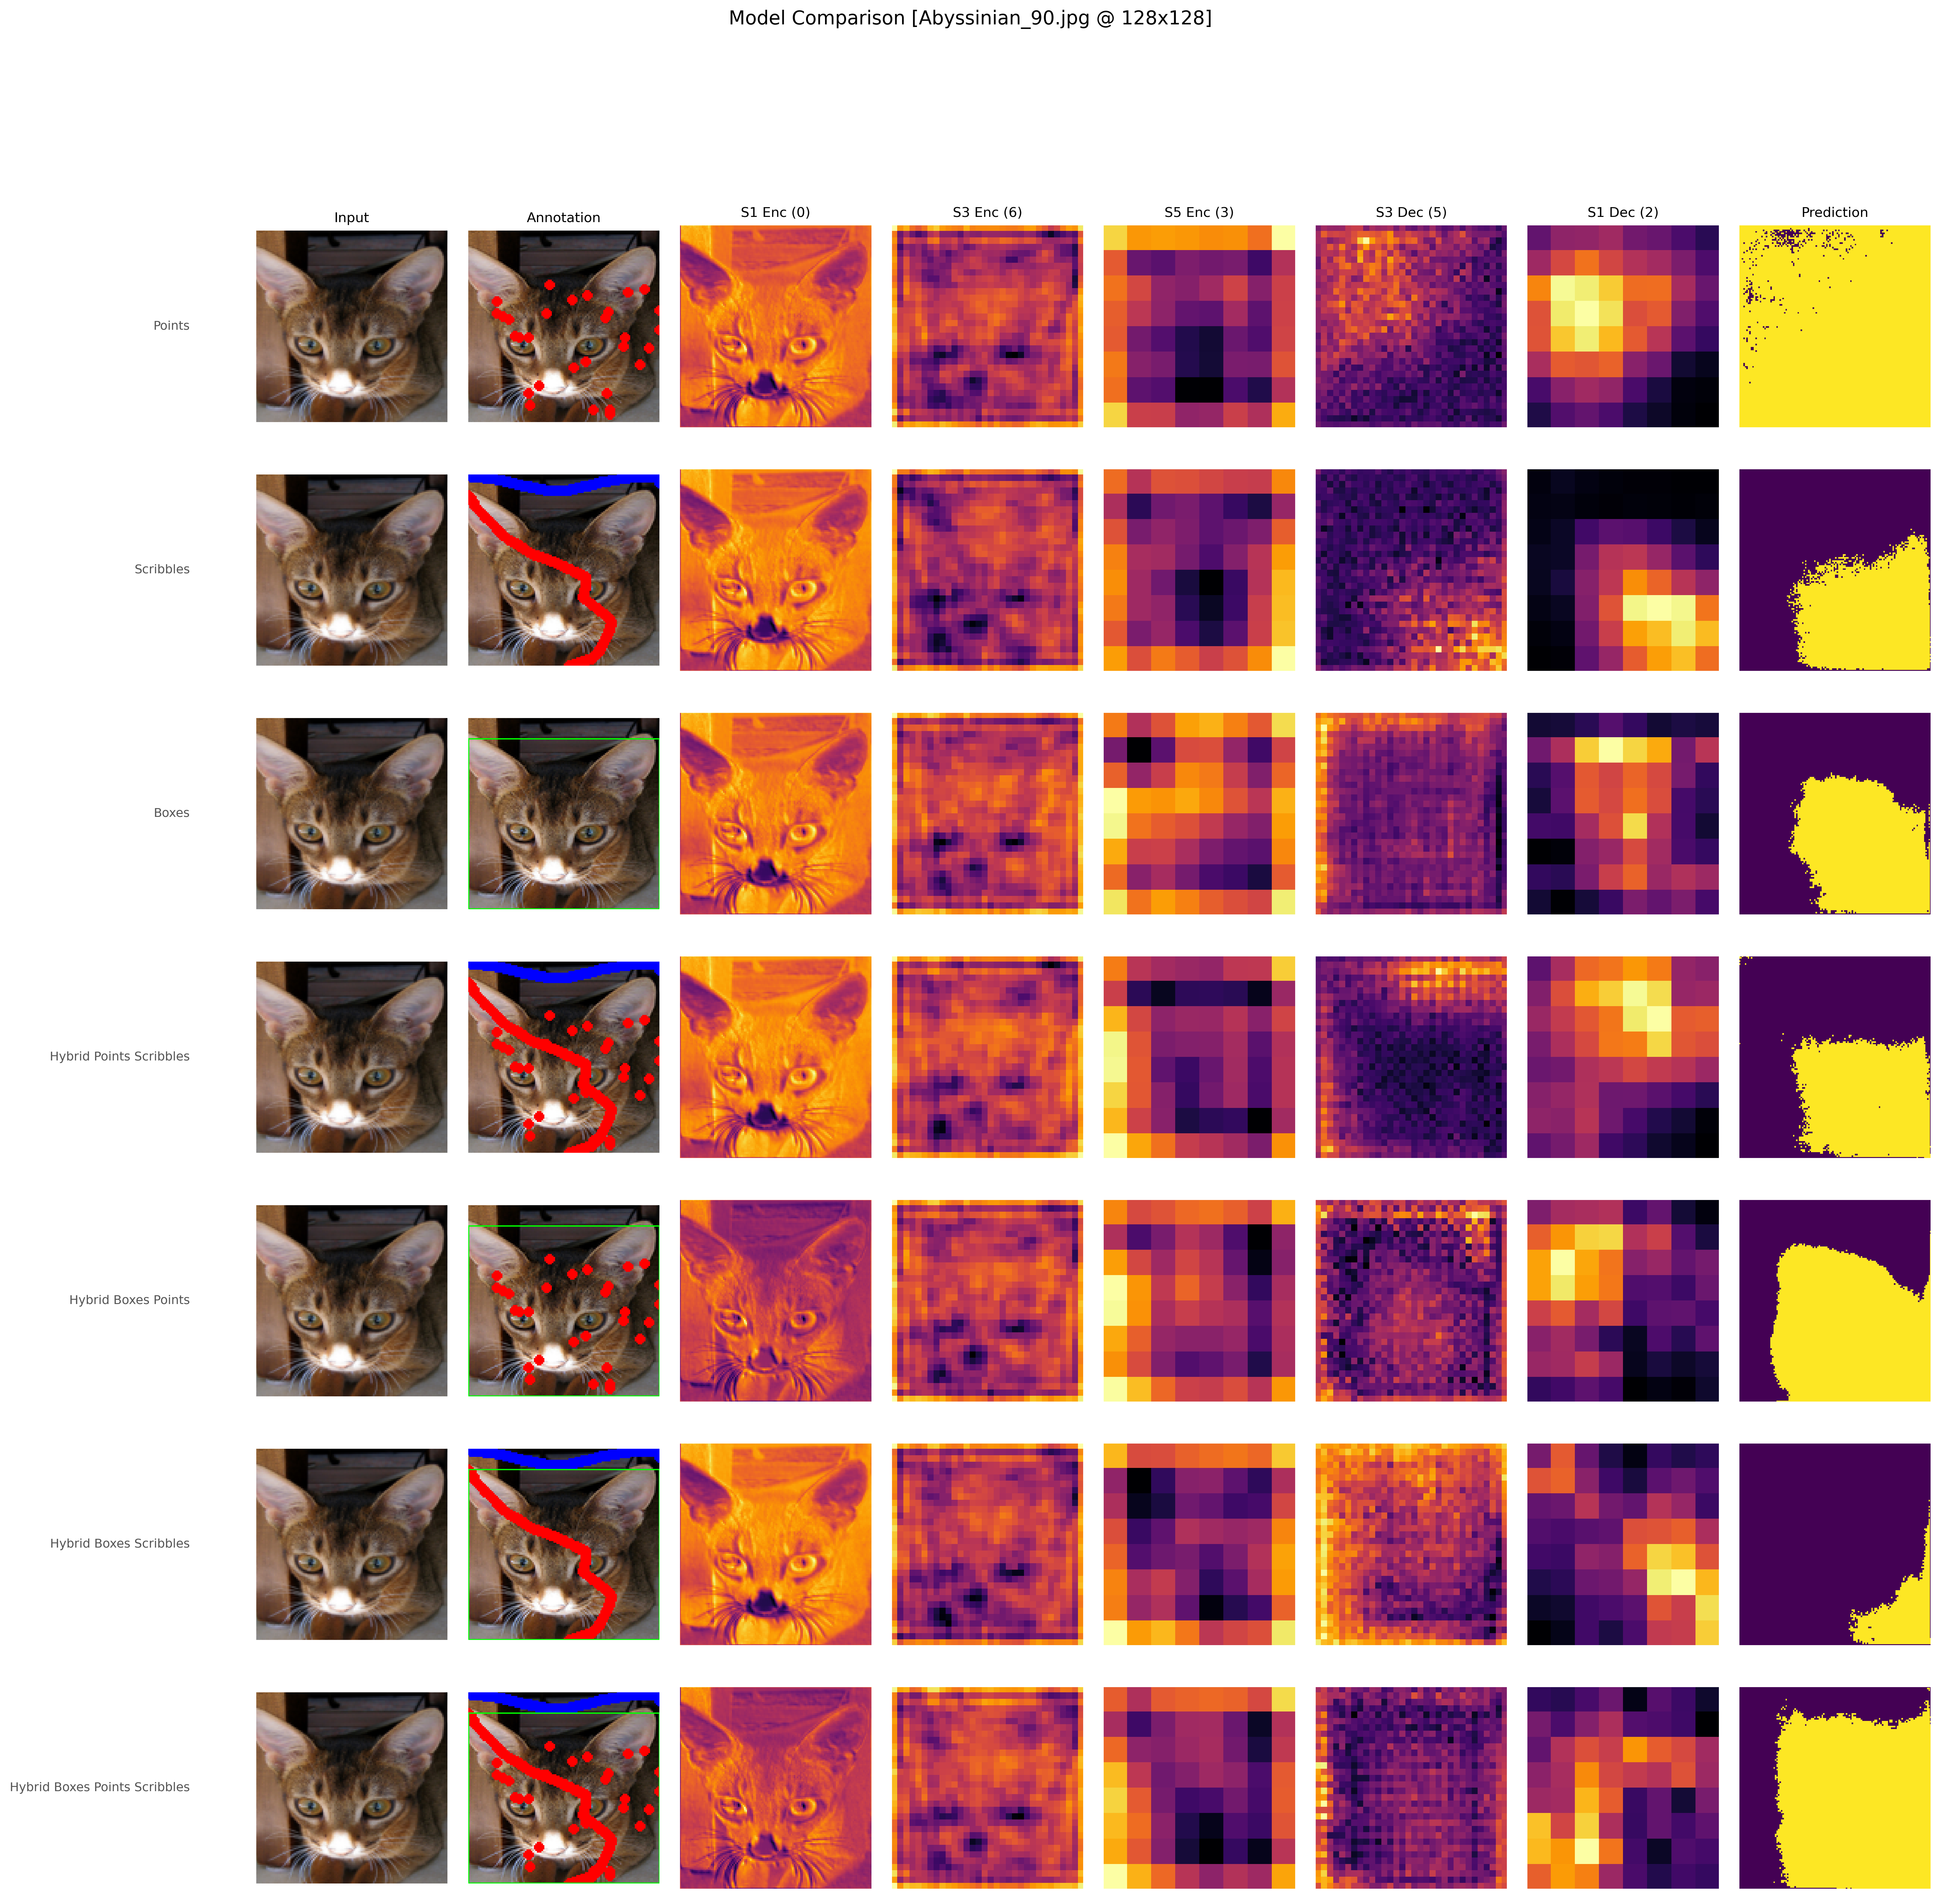 Model Comparison [Abyssinian_90.jpg @ 128x128]
Input Annotation S1 Enc (0) S3 Enc (6) S5 Enc (3) S3 Dec (5) S1 Dec (2) Prediction
Points
Scribbles
Boxes
Hybrid Points Scribbles
Hybrid Boxes Points
Hybrid Boxes Scribbles
Hybrid Boxes Points Scribbles